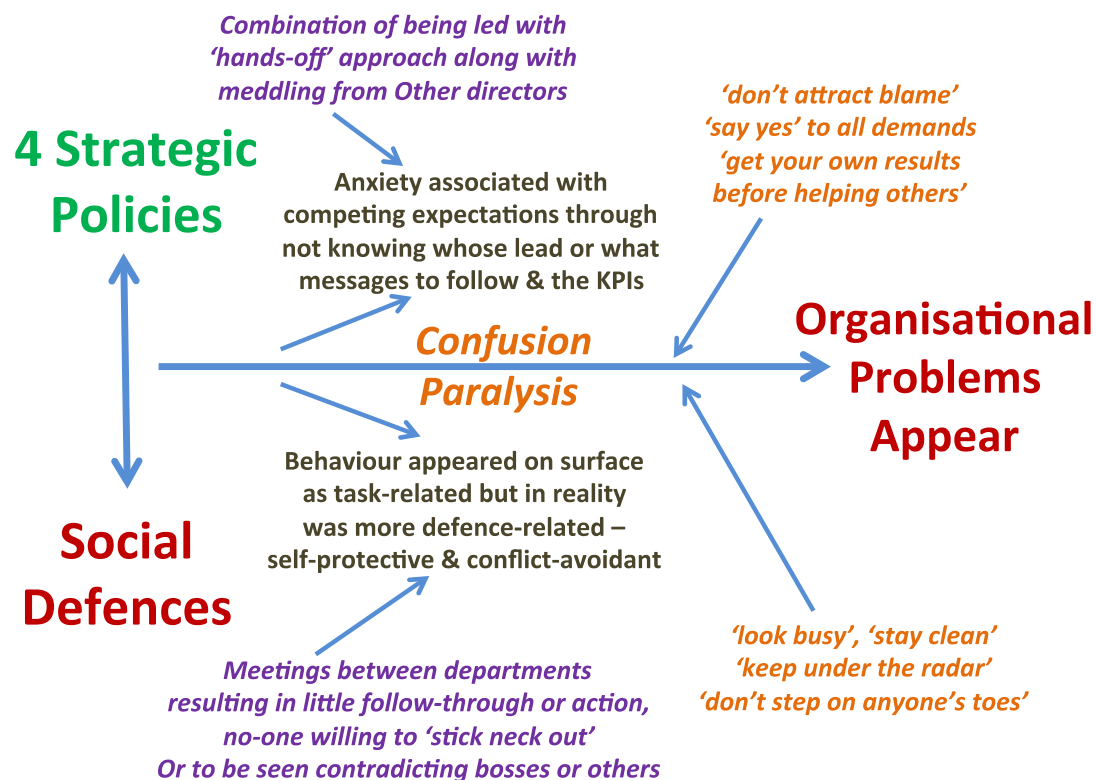 Combination of being led with
‘hands-off’ approach along with
meddling from Other directors
‘don’t attract blame’
‘say yes’ to all demands
‘get your own results
before helping others’
4 Strategic
Policies
Anxiety associated with
competing expectations through
not knowing whose lead or what
messages to follow & the KPIs
Confusion
Paralysis
Organisational
Problems
Appear
Behaviour appeared on surface
as task-related but in reality
was more defence-related –
self-protective & conflict-avoidant
Social
Defences
Meetings between departments
resulting in little follow-through or action,
no-one willing to ‘stick neck out’
Or to be seen contradicting bosses or others
‘look busy’, ‘stay clean’
‘keep under the radar’
‘don’t step on anyone’s toes’